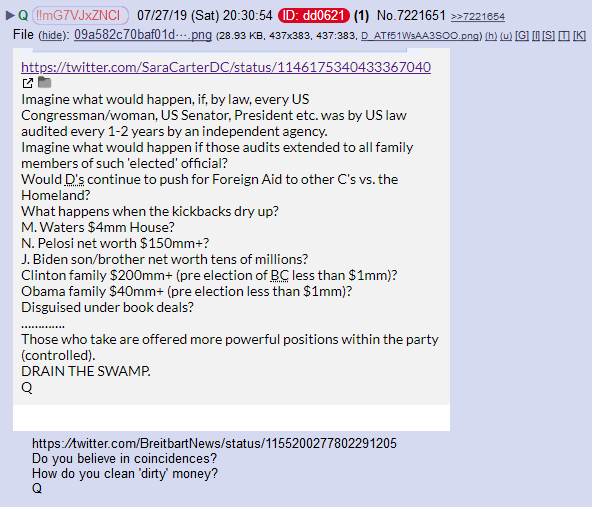 ▶Q !!mG7VJxZNCI 07/27/19 (Sat) 20:30:54 ID: dd0621 (1) No.7221651 >>7221654
File (hide): 09a582c70baf01d⋯.png (28.93 KB, 437x383, 437:383, D_ATf51WsAA3SOO.png) (h) (u) [G] [I] [S] [T] [K]
https://twitter.com/SaraCarterDC/status/1146175340433367040
Imagine what would happen, if, by law, every US
Congressman/woman, US Senator, President etc. was by US law
audited every 1-2 years by an independent agency.
Imagine what would happen if those audits extended to all family
members of such 'elected' official?
Would D's continue to push for Foreign Aid to other C's vs. the
Homeland?
What happens when the kickbacks dry up?
M. Waters $4mm House?
N. Pelosi net worth $150mm+?
J. Biden son/brother net worth tens of millions?
Clinton family $200mm+ (pre election of BC less than $1mm)?
Obama family $40mm+ (pre election less than $1mm)?
Disguised under book deals?
.............
Those who take are offered more powerful positions within the party
(controlled).
DRAIN THE SWAMP.
Q
https://twitter.com/BreitbartNews/status/1155200277802291205
Do you believe in coincidences?
How do you clean 'dirty' money?
Q